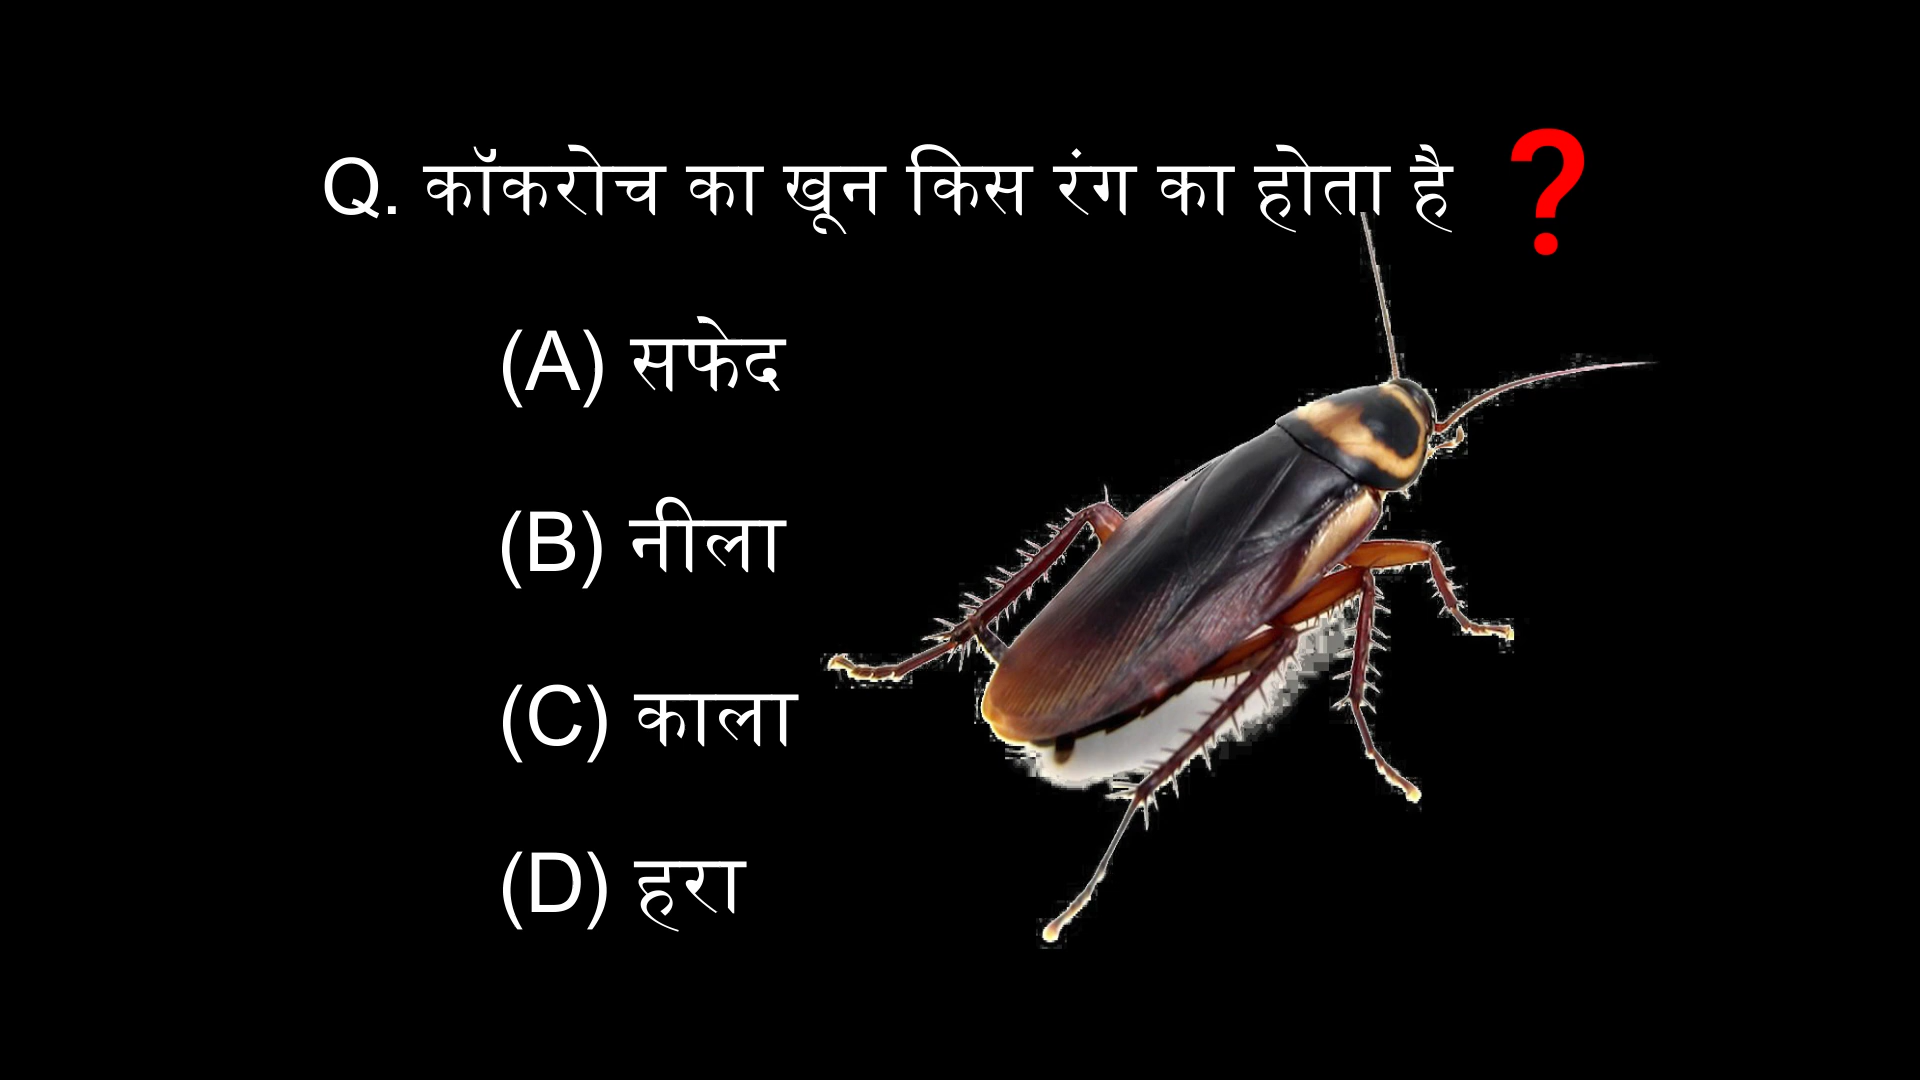 Q. कॉकरोच का खून किस रंग का होता है ❓
(A) सफेद
(B) नीला
(C) काला
(D) हरा